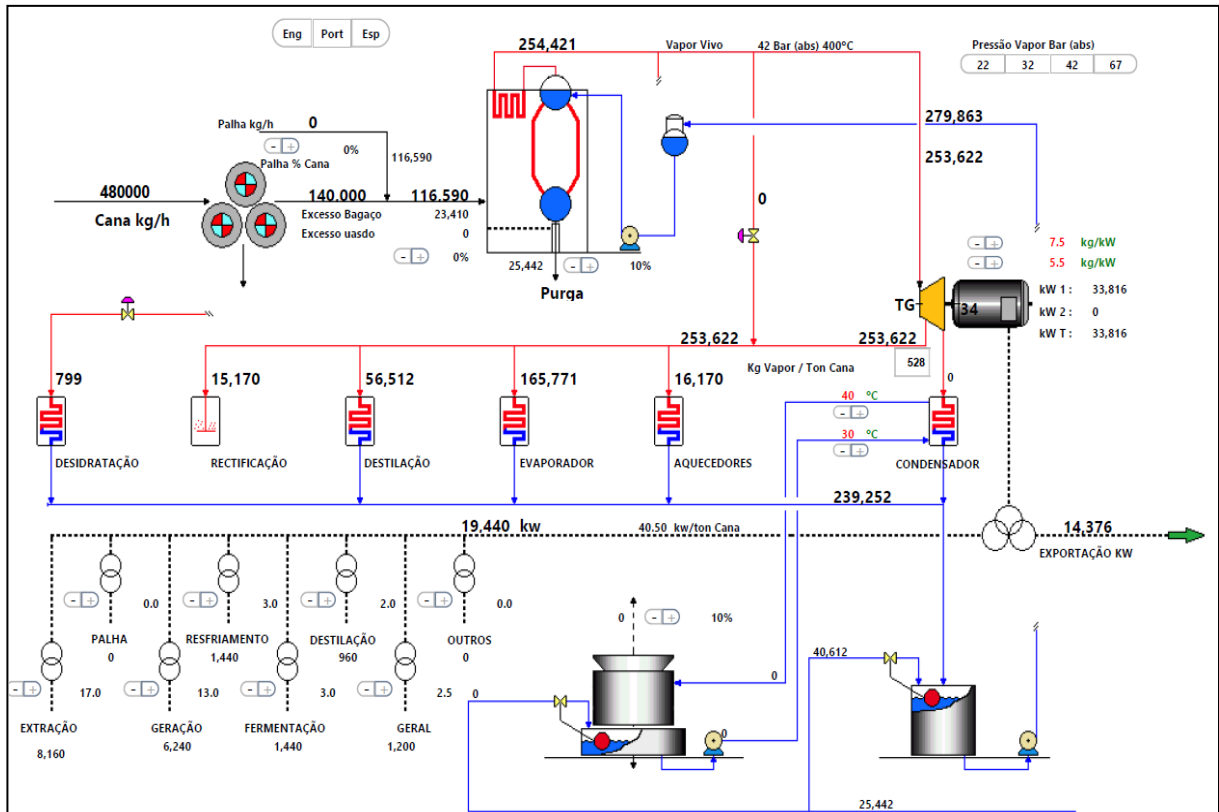 Eng Port Esp
254,421
Vapor Vivo
42 Bar (abs) 400ºC
Pressão Vapor Bar (abs)
22 32 42 67
Palha kg/h 0
- + 0%
Palha % Cana
116,590
279,863
253,622
480000
Cana kg/h
140.000 116.590
Excesso Bagaço 23,410
Excesso uasdo 0
- + 0%
25,442
- + 10%
Purga
0
- + 7.5 kg/kW
- + 5.5 kg/kW
kW 1 : 33,816
kW 2 : 0
kW T : 33,816
TG
34
253,622
253,622
528
Kg Vapor / Ton Cana
0
799
15,170
56,512
165,771
16,170
40 ºC
- +
30 ºC
- +
DESIDRATAÇÃO
RECTIFICAÇÃO
DESTILAÇÃO
EVAPORADOR
AQUECEDORES
CONDENSADOR
239,252
19,440 kw
40.50 kw/ton Cana
14,376
EXPORTAÇÃO KW
- + 0.0
- + 3.0
- + 2.0
- + 0.0
PALHA
0
RESFRIAMENTO
1,440
DESTILAÇÃO
960
OUTROS
0
- + 17.0
- + 13.0
- + 3.0
- + 2.5
EXTRAÇÃO
8,160
GERAÇÃO
6,240
FERMENTAÇÃO
1,440
GERAL
1,200
0 - + 10%
0
0
0
40,612
25,442